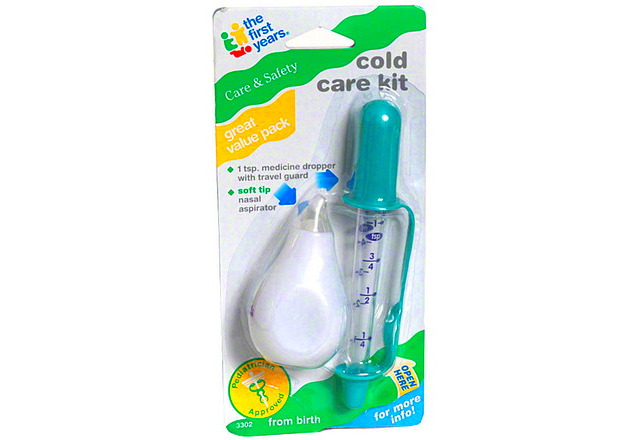 the
first
years®
Care & Safety
cold
care kit
great
value pack
1 tsp. medicine dropper
with travel guard
soft tip
nasal
aspirator
1
tsp
3
4
1
2
1
4
Pediatrician
Approved
OPEN
HERE
for more
info!
3302
from birth